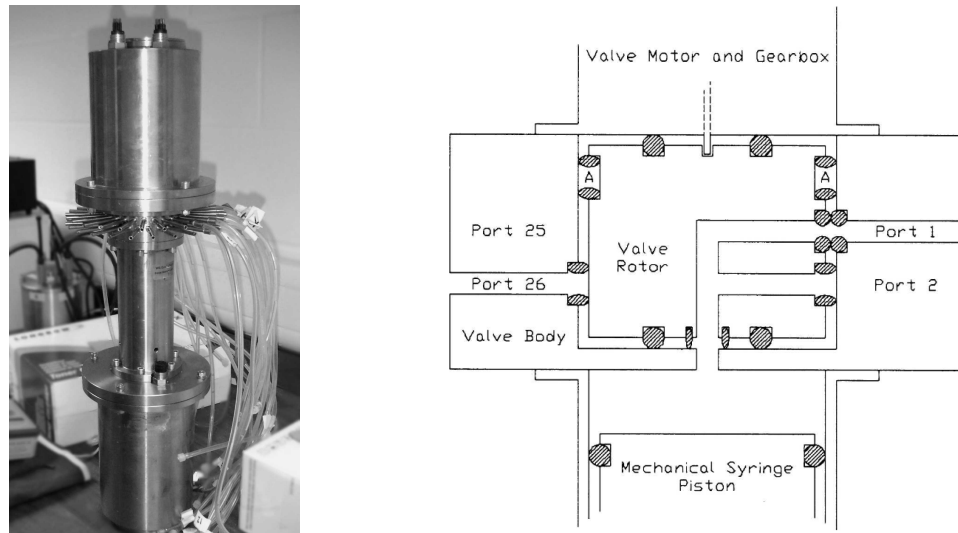 Valve Motor and Gearbox
A
A
Port 25
Valve
Rotor
Port 1
Port 26
Port 2
Valve Body
Mechanical Syringe
Piston